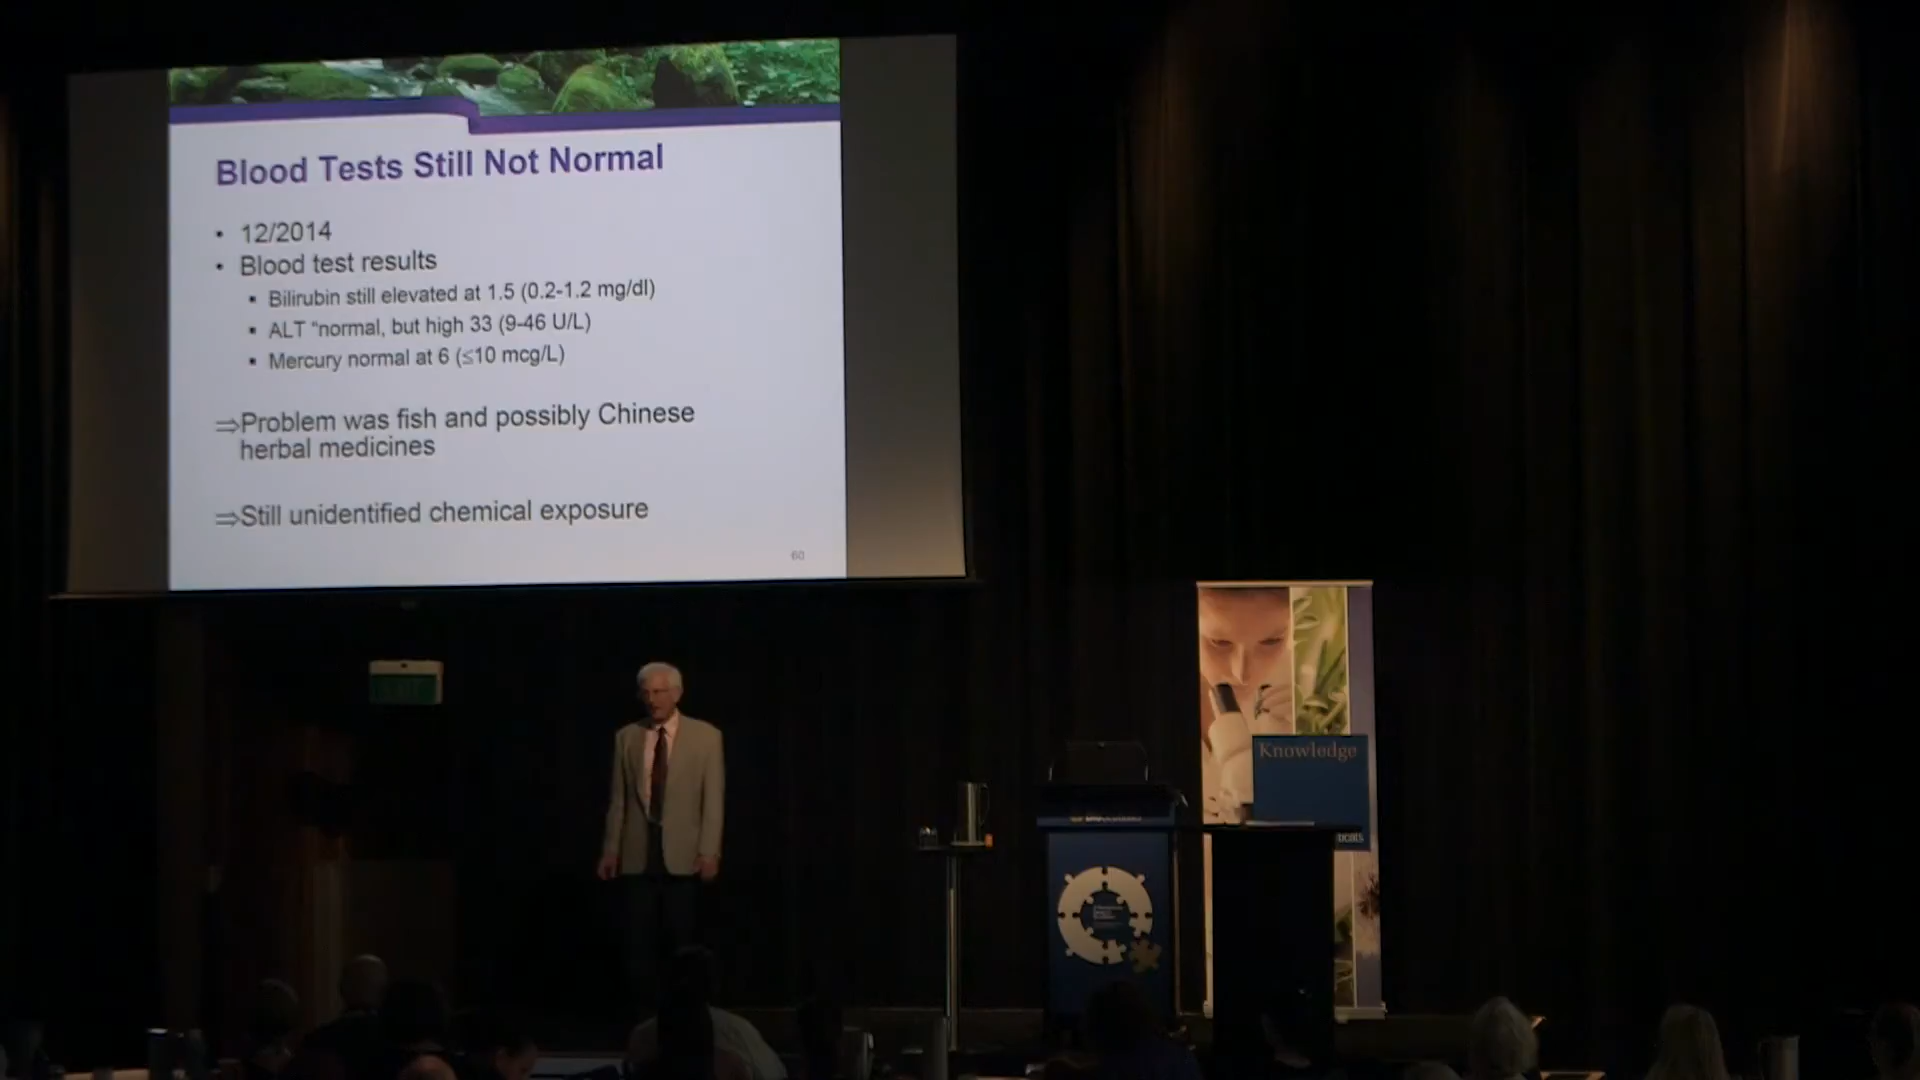 Blood Tests Still Not Normal
• 12/2014
• Blood test results
▪ Bilirubin still elevated at 1.5 (0.2-1.2 mg/dl)
▪ ALT “normal, but high 33 (9-46 U/L)
▪ Mercury normal at 6 (≤10 mcg/L)
⇒Problem was fish and possibly Chinese
herbal medicines
⇒Still unidentified chemical exposure
60
Knowledge